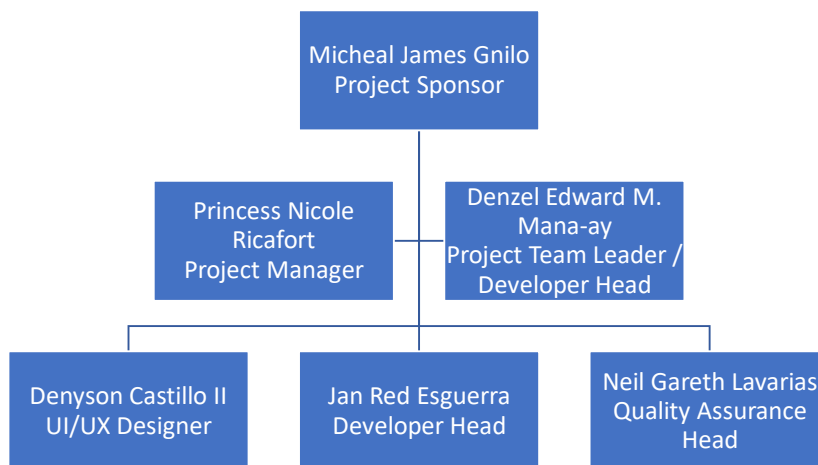 Micheal James Gnilo
Project Sponsor
Princess Nicole
Ricafort
Project Manager
Denzel Edward M.
Mana-ay
Project Team Leader /
Developer Head
Denyson Castillo II
UI/UX Designer
Jan Red Esguerra
Developer Head
Neil Gareth Lavarias
Quality Assurance
Head